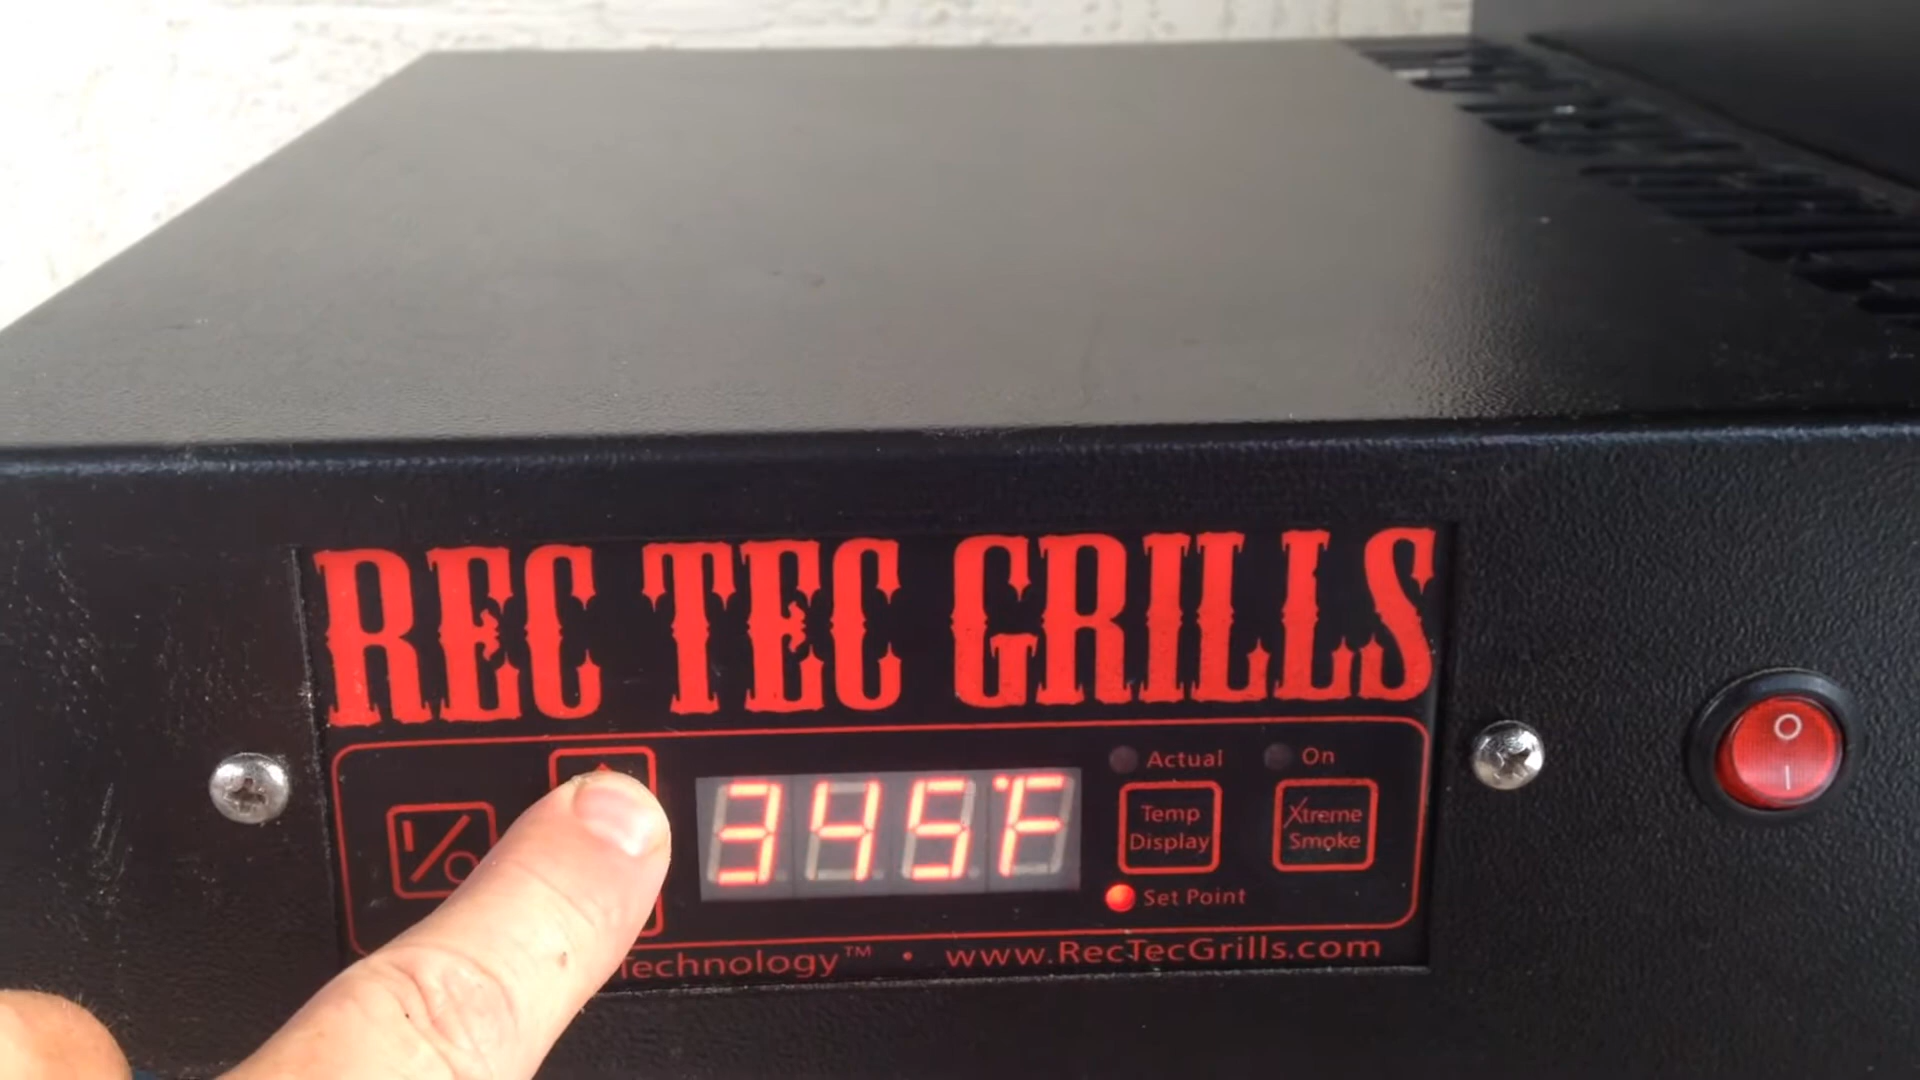 REC TEC GRILLS
Actual
On
345°F
Temp
Display
Xtreme
Smoke
Set Point
Technology™ • www.RecTecGrills.com